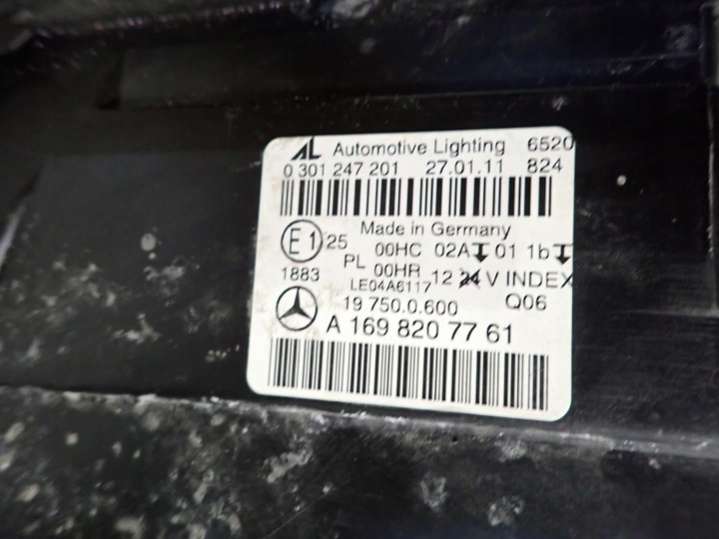 AL Automotive Lighting 6520
0 301 247 201 27.01.11 824
Made in Germany
E1 25 00HC 02A 01 1b
PL 00HR 12 24 V INDEX
1883 LE04A6117
19 750.0.600 Q06
A 169 820 77 61